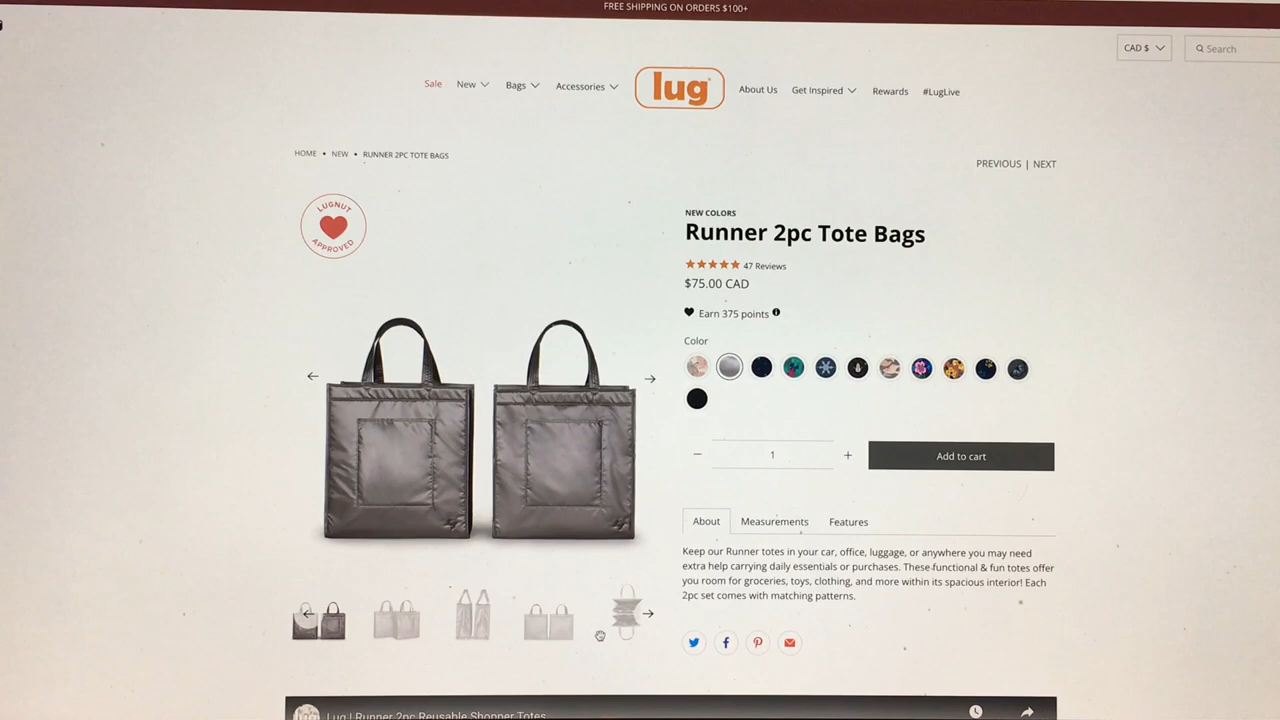 FREE SHIPPING ON ORDERS $100+
CAD $
Search
Sale New Bags Accessories lug About Us Get Inspired Rewards #LugLive
HOME • NEW • RUNNER 2PC TOTE BAGS
PREVIOUS | NEXT
LUGNUT
APPROVED
NEW COLORS
Runner 2pc Tote Bags
47 Reviews
$75.00 CAD
Earn 375 points
Color
1
Add to cart
About Measurements Features
Keep our Runner totes in your car, office, luggage, or anywhere you may need
extra help carrying daily essentials or purchases. These functional & fun totes offer
you room for groceries, toys, clothing, and more within its spacious interior! Each
2pc set comes with matching patterns.
Lug | Runner 2pc Reusable Shopper Totes